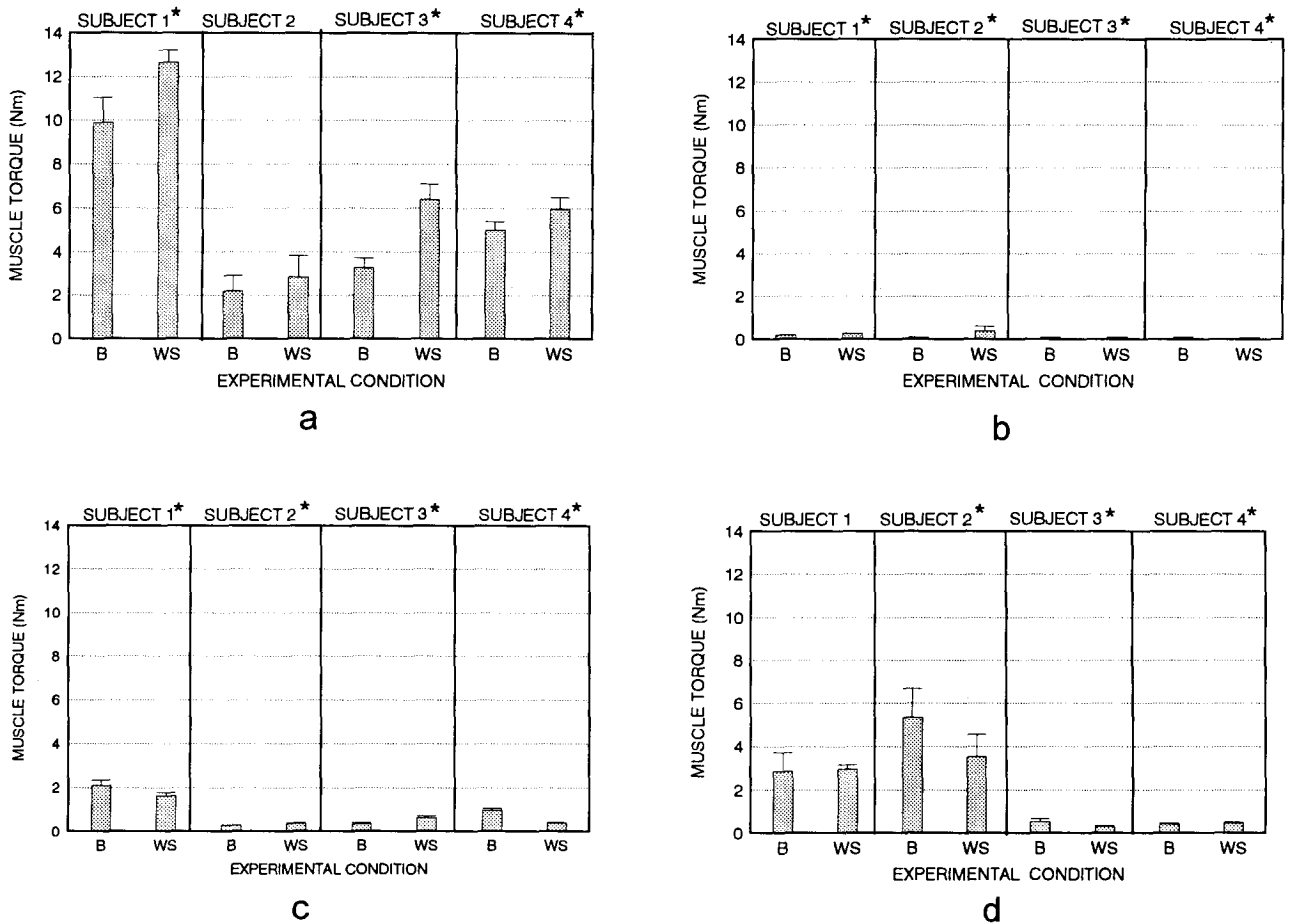 SUBJECT 1* SUBJECT 2 SUBJECT 3* SUBJECT 4*
MUSCLE TORQUE (Nm)
14
12
10
8
6
4
2
0
B WS B WS B WS B WS
EXPERIMENTAL CONDITION
a
SUBJECT 1* SUBJECT 2* SUBJECT 3* SUBJECT 4*
MUSCLE TORQUE (Nm)
14
12
10
8
6
4
2
0
B WS B WS B WS B WS
EXPERIMENTAL CONDITION
b
SUBJECT 1* SUBJECT 2* SUBJECT 3* SUBJECT 4*
MUSCLE TORQUE (Nm)
14
12
10
8
6
4
2
0
B WS B WS B WS B WS
EXPERIMENTAL CONDITION
c
SUBJECT 1 SUBJECT 2* SUBJECT 3* SUBJECT 4*
MUSCLE TORQUE (Nm)
14
12
10
8
6
4
2
0
B WS B WS B WS B WS
EXPERIMENTAL CONDITION
d